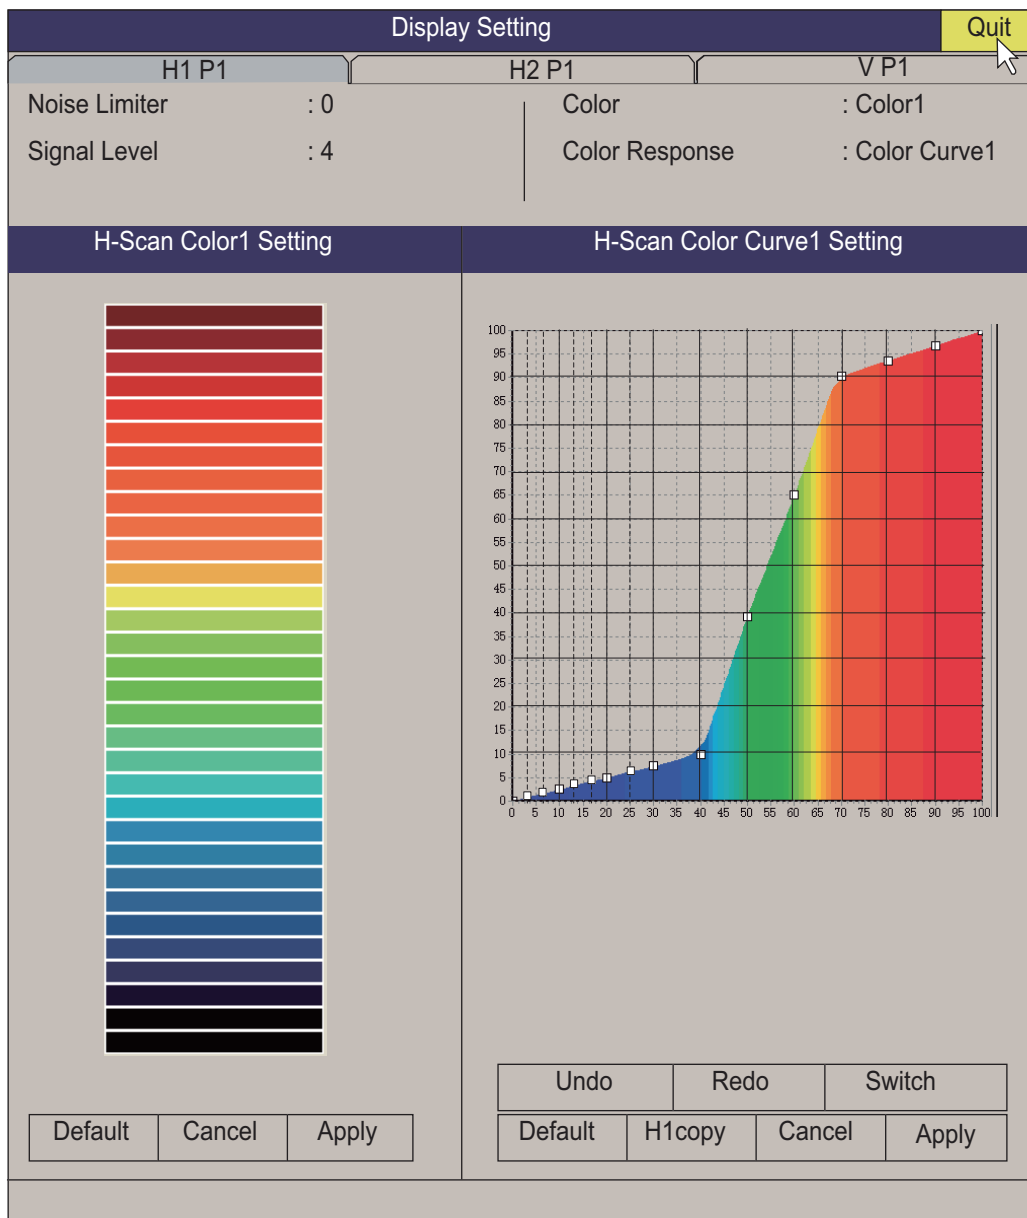 Display Setting
Quit
H1 P1
H2 P1
V P1
Noise Limiter : 0
Color : Color1
Signal Level : 4
Color Response : Color Curve1
H-Scan Color1 Setting
H-Scan Color Curve1 Setting
100
95
90
85
80
75
70
65
60
55
50
45
40
35
30
25
20
15
10
5
0
0 5 10 15 20 25 30 35 40 45 50 55 60 65 70 75 80 85 90 95 100
Undo Redo Switch
Default Cancel Apply
Default H1copy Cancel Apply